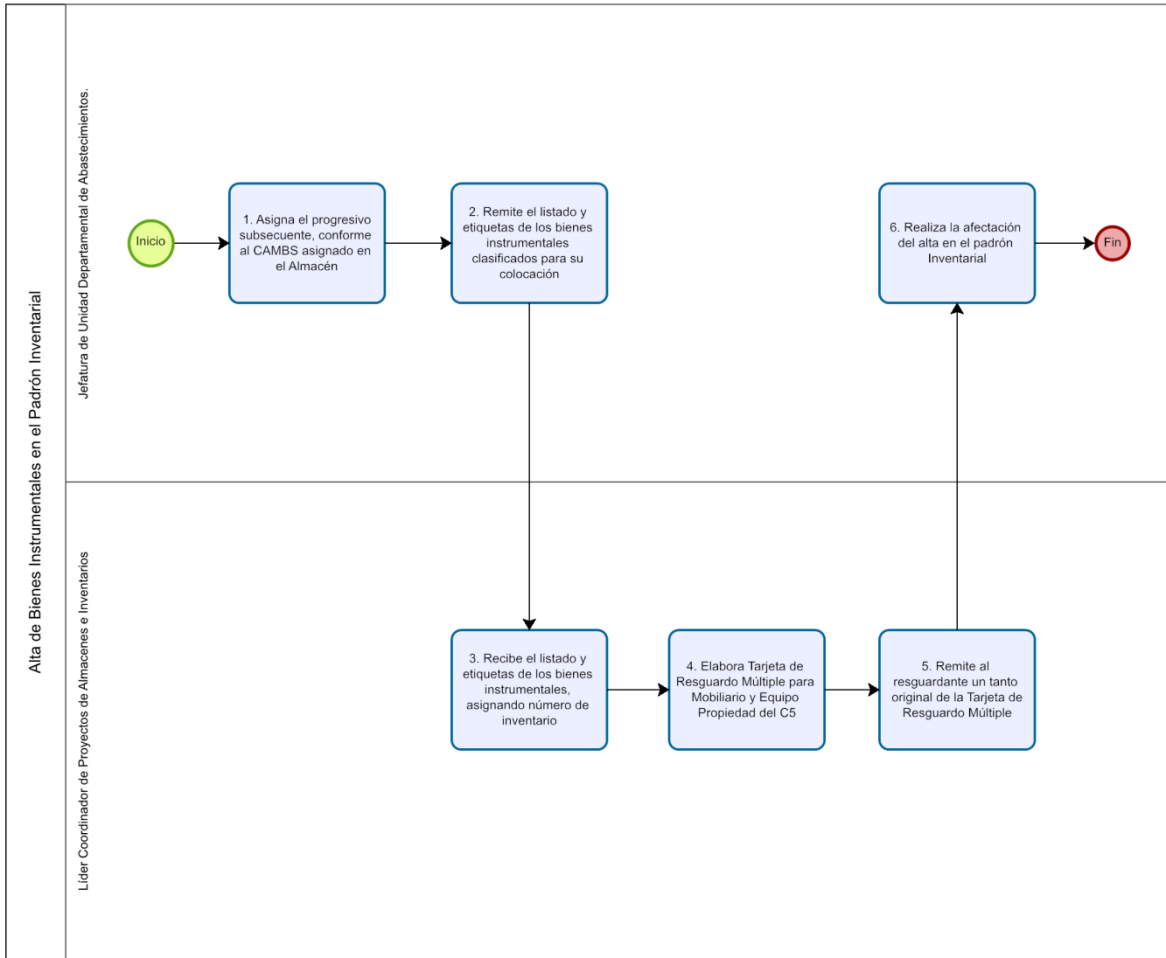 Alta de Bienes Instrumentales en el Padrón Inventarial
Jefatura de Unidad Departamental de Abastecimientos.
Inicio
1. Asigna el progresivo
subsecuente, conforme
al CAMBS asignado en
el Almacén
2. Remite el listado y
etiquetas de los bienes
instrumentales
clasificados para su
colocación
6. Realiza la afectación
del alta en el padrón
Inventarial
Fin
Líder Coordinador de Proyectos de Almacenes e Inventarios
3. Recibe el listado y
etiquetas de los bienes
instrumentales,
asignando número de
inventario
4. Elabora Tarjeta de
Resguardo Múltiple para
Mobiliario y Equipo
Propiedad del C5
5. Remite al
resguardante un tanto
original de la Tarjeta de
Resguardo Múltiple